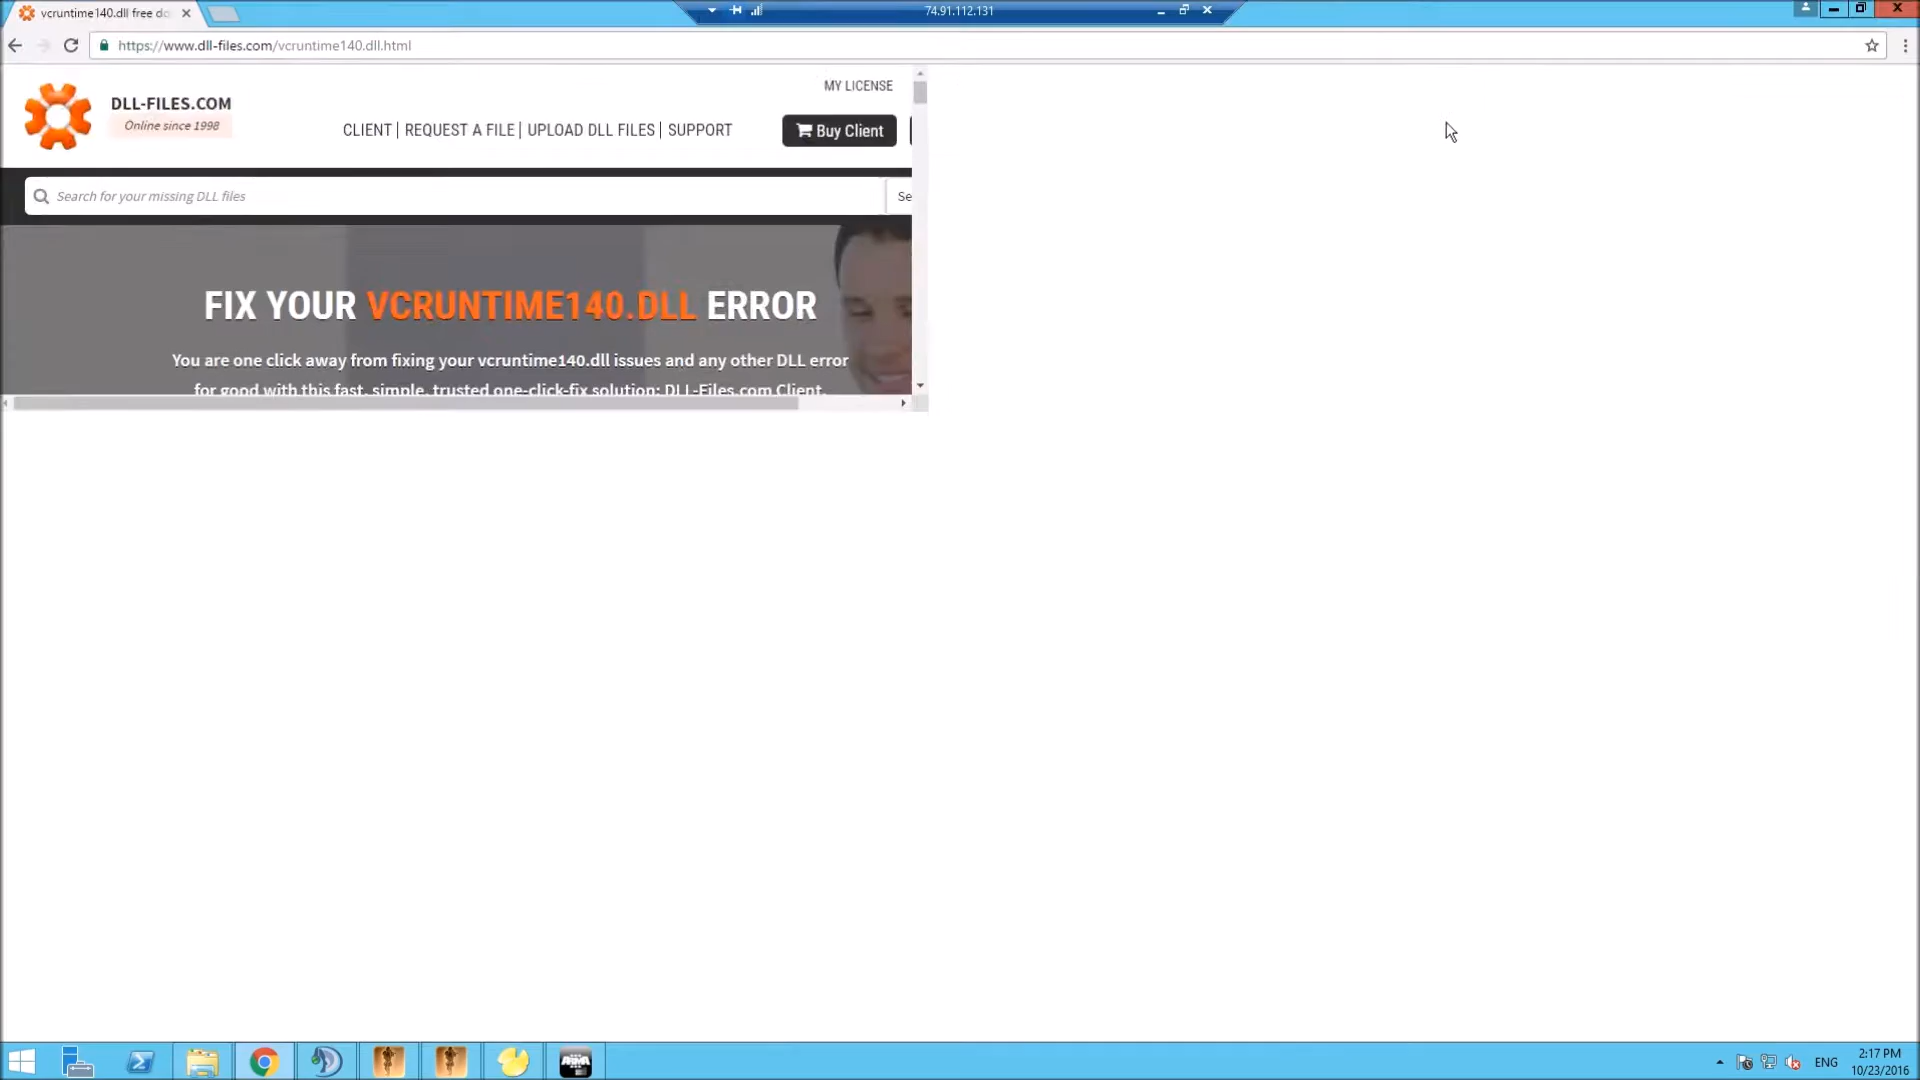 vcruntime140.dll free do
74.91.112.131
https://www.dll-files.com/vcruntime140.dll.html
MY LICENSE
DLL-FILES.COM
Online since 1998
CLIENT | REQUEST A FILE | UPLOAD DLL FILES | SUPPORT
Buy Client
Search for your missing DLL files
Se
FIX YOUR VCRUNTIME140.DLL ERROR
You are one click away from fixing your vcruntime140.dll issues and any other DLL error
for good with this fast, simple, trusted one-click-fix solution: DLL-Files.com Client.
ARMA
ENG
2:17 PM
10/23/2016